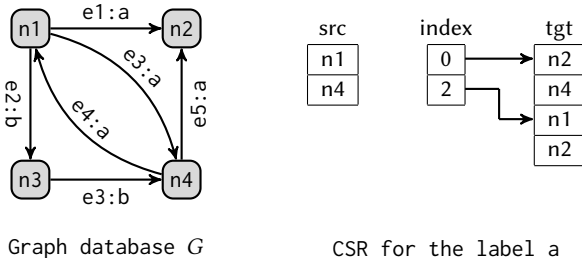 n1
e1:a
n2
e2:b
e3:a
e4:a
e5:a
n3
e3:b
n4
Graph database G
src
n1
n4
index
0
2
tgt
n2
n4
n1
n2
CSR for the label a